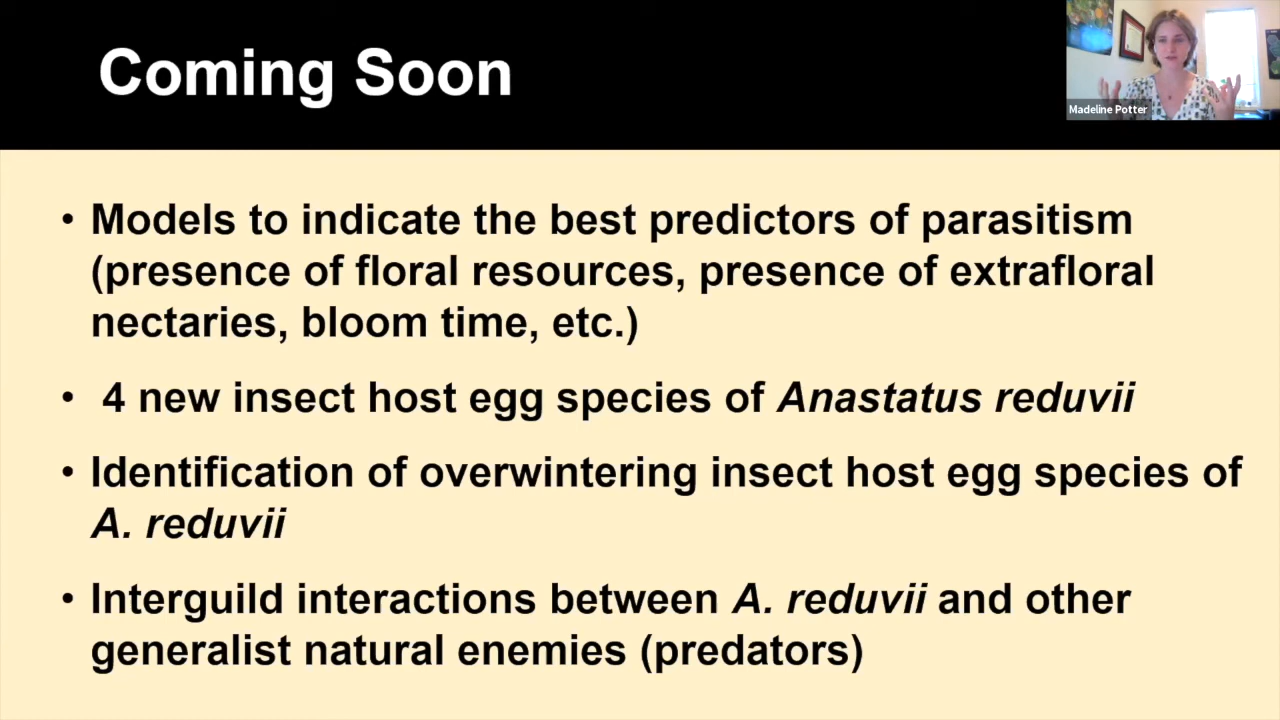 Coming Soon
Madeline Potter
• Models to indicate the best predictors of parasitism
(presence of floral resources, presence of extrafloral
nectaries, bloom time, etc.)
• 4 new insect host egg species of Anastatus reduvii
• Identification of overwintering insect host egg species of
A. reduvii
• Interguild interactions between A. reduvii and other
generalist natural enemies (predators)